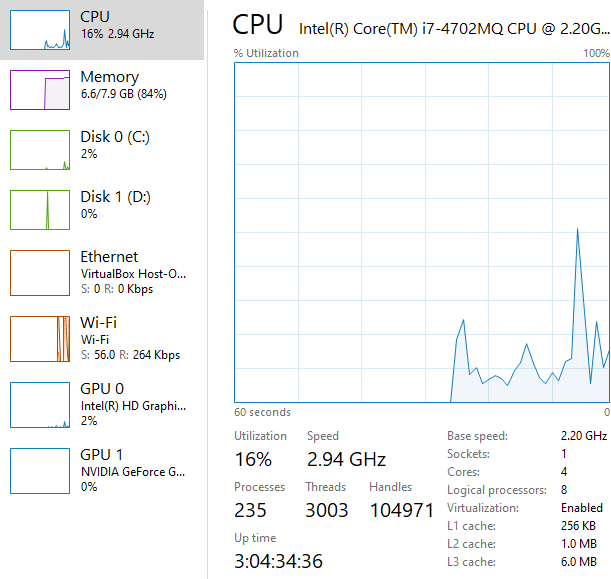 CPU
16% 2.94 GHz
Memory
6.6/7.9 GB (84%)
Disk 0 (C:)
2%
Disk 1 (D:)
0%
Ethernet
VirtualBox Host-O...
S: 0 R: 0 Kbps
Wi-Fi
Wi-Fi
S: 56.0 R: 264 Kbps
GPU 0
Intel(R) HD Graphi...
2%
GPU 1
NVIDIA GeForce G...
0%
CPU Intel(R) Core(TM) i7-4702MQ CPU @ 2.20G...
% Utilization 100%
60 seconds 0
Utilization Speed
16% 2.94 GHz
Processes Threads Handles
235 3003 104971
Up time
3:04:34:36
Base speed: 2.20 GHz
Sockets: 1
Cores: 4
Logical processors: 8
Virtualization: Enabled
L1 cache: 256 KB
L2 cache: 1.0 MB
L3 cache: 6.0 MB